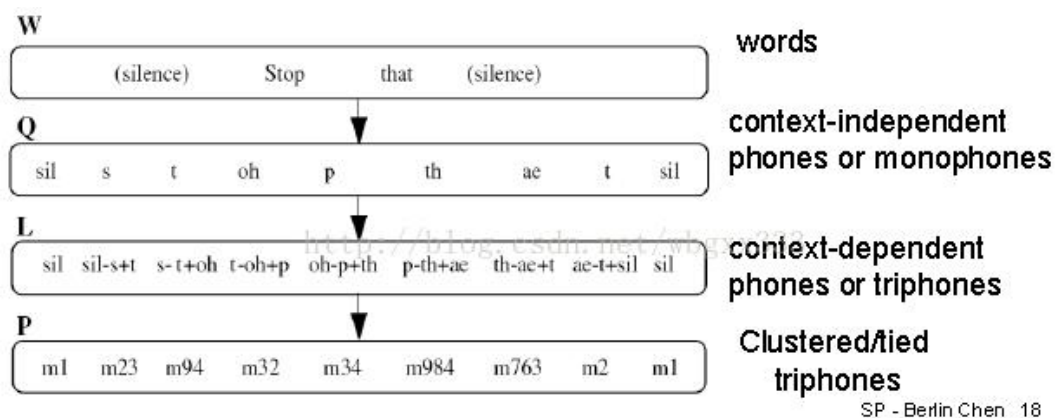 W
(silence) Stop that (silence)
words
Q
sil s t oh p th ae t sil
context-independent
phones or monophones
L
sil sil-s+t s-t+oh t-oh+p oh-p+th p-th+ae th-ae+t ae-t+sil sil
context-dependent
phones or triphones
P
m1 m23 m94 m32 m34 m984 m763 m2 m1
Clustered/tied
triphones
SP - Berlin Chen 18